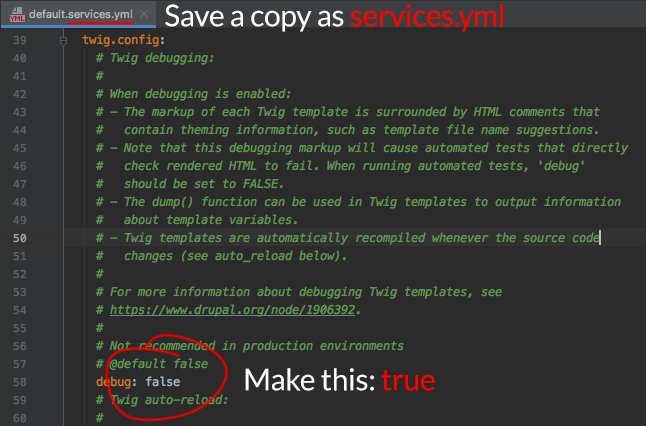 default.services.yml
Save a copy as services.yml
YML
39 twig.config:
40 # Twig debugging:
41 #
42 # When debugging is enabled:
43 # - The markup of each Twig template is surrounded by HTML comments that
44 #   contain theming information, such as template file name suggestions.
45 # - Note that this debugging markup will cause automated tests that directly
46 #   check rendered HTML to fail. When running automated tests, 'debug'
47 #   should be set to FALSE.
48 # - The dump() function can be used in Twig templates to output information
49 #   about template variables.
50 # - Twig templates are automatically recompiled whenever the source code
51 #   changes (see auto_reload below).
52 #
53 # For more information about debugging Twig templates, see
54 # https://www.drupal.org/node/1906392.
55 #
56 # Not recommended in production environments
57 # @default false
58 debug: false
Make this: true
59 # Twig auto-reload:
60 #